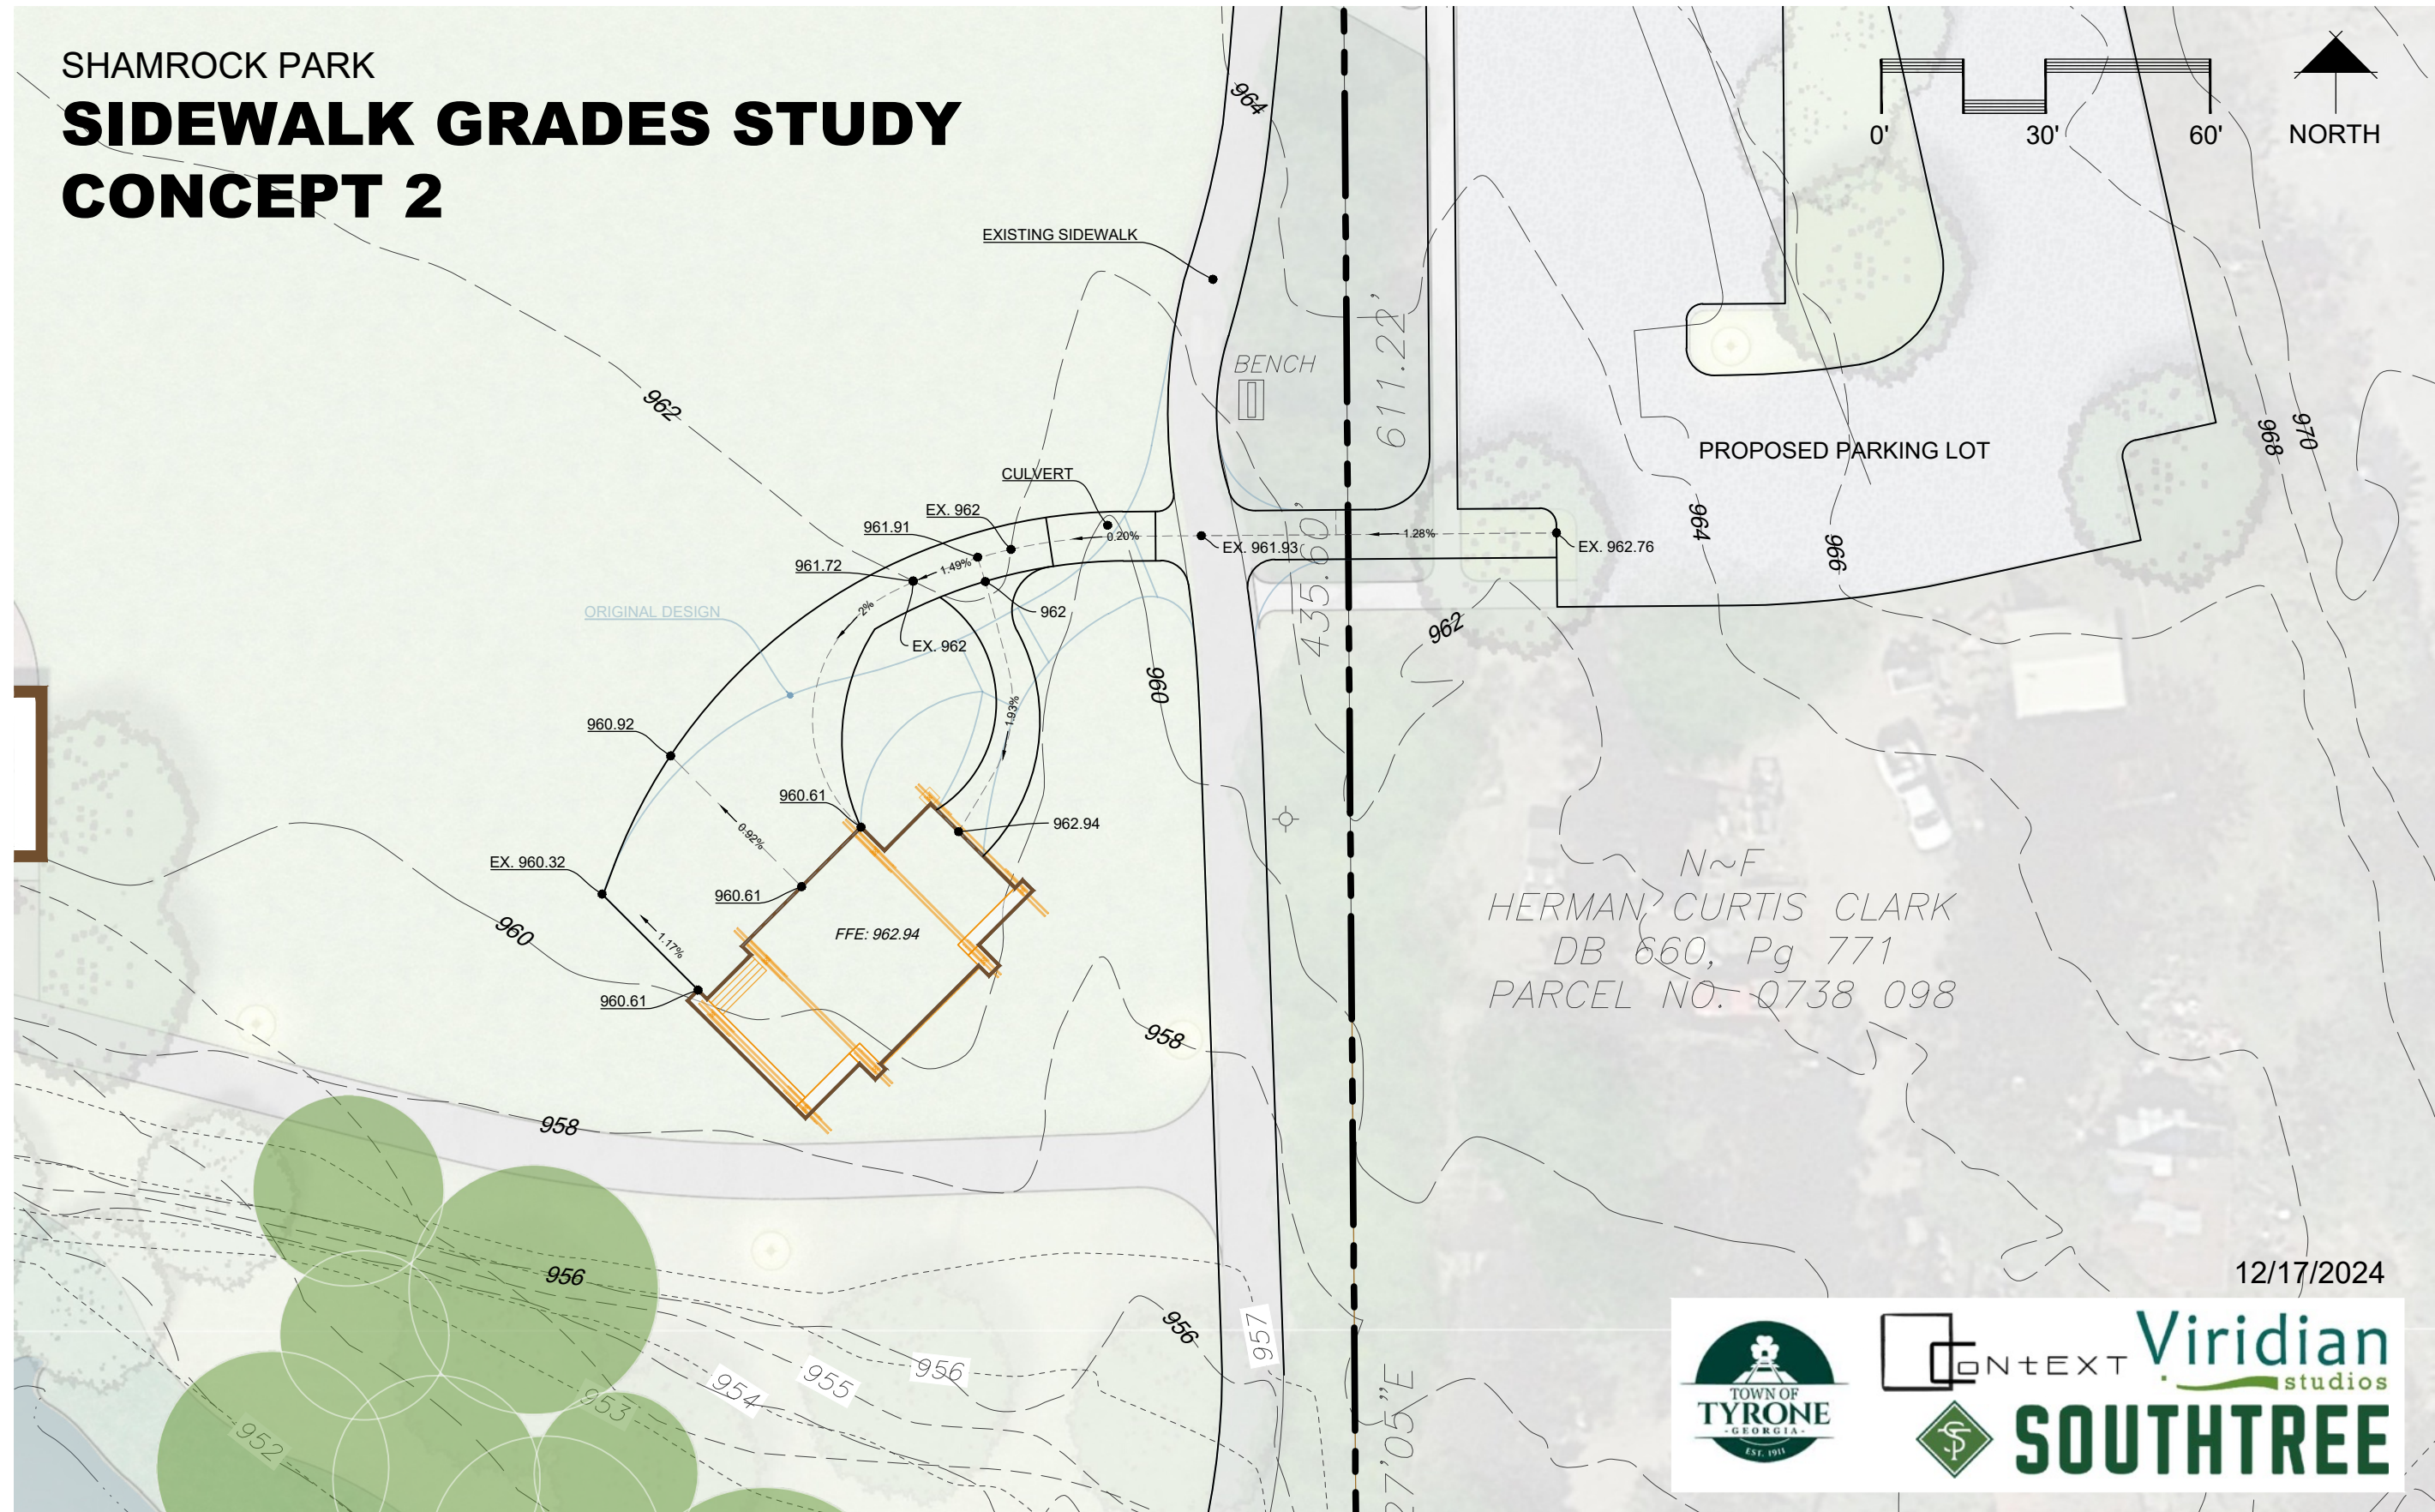 SHAMROCK PARK
SIDEWALK GRADES STUDY
CONCEPT 2
0' 30' 60'
NORTH
964
EXISTING SIDEWALK
611.22'
BENCH
962
PROPOSED PARKING LOT
968
970
CULVERT
EX. 962
961.91
0.20%
EX. 961.93
1.28%
EX. 962.76
964
966
961.72
1.49%
2%
962
EX. 962
435.60'
962
ORIGINAL DESIGN
960
1.93%
960.92
960.61
0.92%
962.94
EX. 960.32
960.61
FFE: 962.94
960
1.17%
960.61
N~F
HERMAN CURTIS CLARK
DB 660, Pg 771
PARCEL NO. 0738 098
958
958
956
956
957
956
955
954
953
952
27'05"E
12/17/2024
TOWN OF
TYRONE
-GEORGIA-
EST. 1911
CONtEXT
Viridian
studios
SOUTHTREE